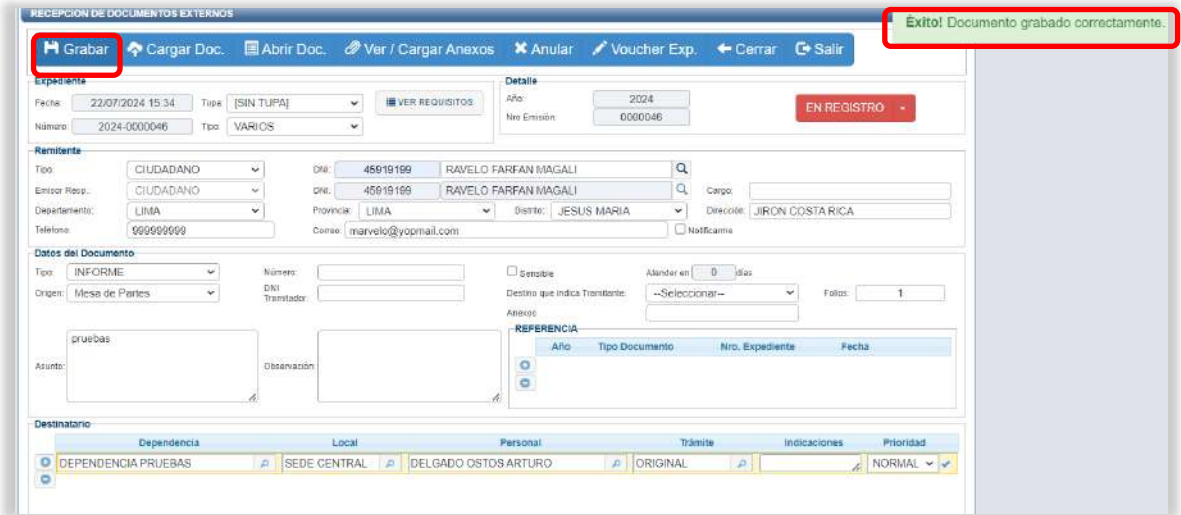 RECEPCION DE DOCUMENTOS EXTERNOS
Éxito! Documento grabado correctamente.
Grabar Cargar Doc. Abrir Doc. Ver / Cargar Anexos Anular Voucher Exp. Cerrar Salir
Expediente Detalle
Fecha: 22/07/2024 15:34 Tupa: [SIN TUPA] VER REQUISITOS Año: 2024 EN REGISTRO
Número: 2024-0000046 Tipo: VARIOS Nro Emisión: 0000046
Remitente
Tipo: CIUDADANO DNI: 45919199 RAVELO FARFAN MAGALI
Emisor Resp.: CIUDADANO DNI: 45919199 RAVELO FARFAN MAGALI Cargo:
Departamento: LIMA Provincia: LIMA Distrito: JESUS MARIA Dirección: JIRON COSTA RICA
Teléfono: 999999999 Correo: marvelo@yopmail.com Notificarme
Datos del Documento
Tipo: INFORME Número: Sensible Atender en 0 días
Origen: Mesa de Partes DNI Tramitador: Destino que indica Tramitante: --Seleccionar-- Folios: 1
Anexos:
Asunto: pruebas Observación:
REFERENCIA
Año Tipo Documento Nro. Expediente Fecha
Destinatario
Dependencia Local Personal Trámite Indicaciones Prioridad
DEPENDENCIA PRUEBAS SEDE CENTRAL DELGADO OSTOS ARTURO ORIGINAL NORMAL